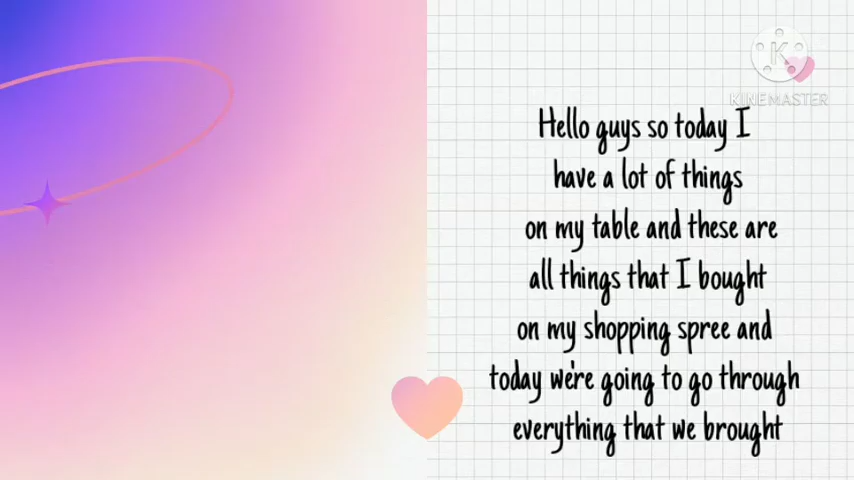 KINEMASTER
Hello guys so today I
have a lot of things
on my table and these are
all things that I bought
on my shopping spree and
today we're going to go through
everything that we brought